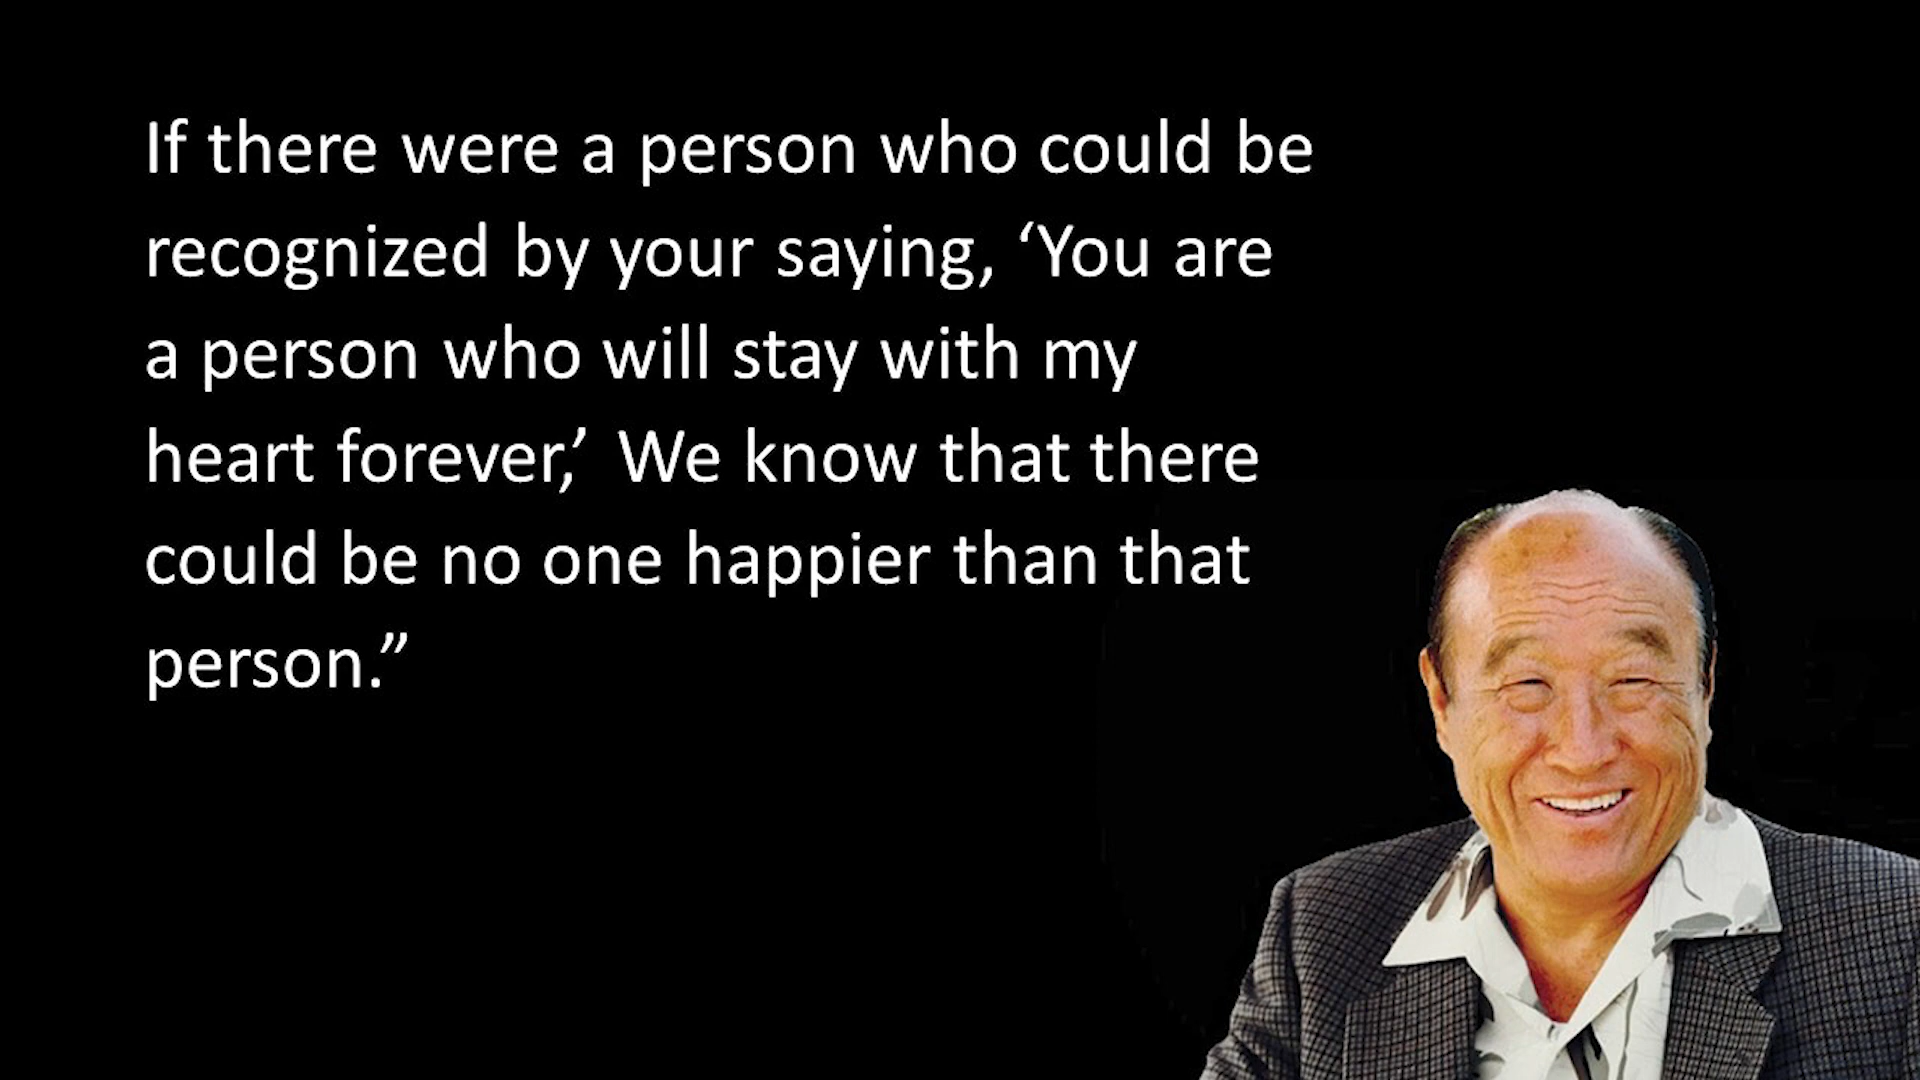 If there were a person who could be
recognized by your saying, ‘You are
a person who will stay with my
heart forever,’ We know that there
could be no one happier than that
person.”